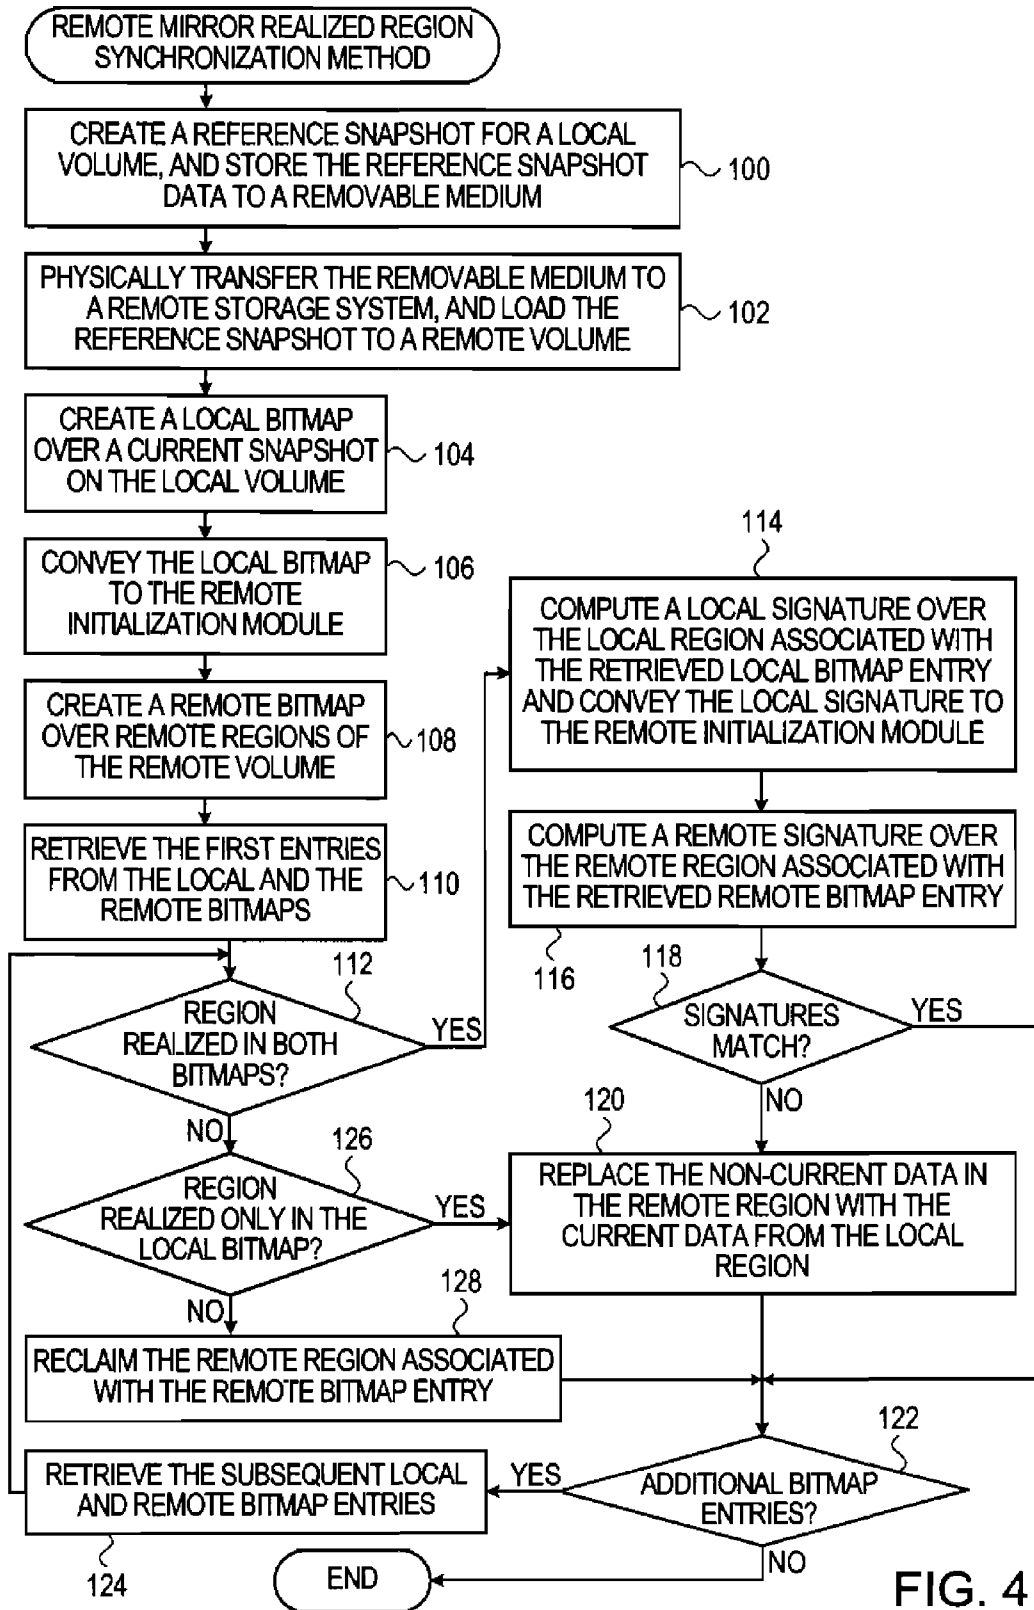 REMOTE MIRROR REALIZED REGION
SYNCHRONIZATION METHOD
CREATE A REFERENCE SNAPSHOT FOR A LOCAL
VOLUME, AND STORE THE REFERENCE SNAPSHOT
DATA TO A REMOVABLE MEDIUM
100
PHYSICALLY TRANSFER THE REMOVABLE MEDIUM TO
A REMOTE STORAGE SYSTEM, AND LOAD THE
REFERENCE SNAPSHOT TO A REMOTE VOLUME
102
CREATE A LOCAL BITMAP
OVER A CURRENT SNAPSHOT
ON THE LOCAL VOLUME
104
CONVEY THE LOCAL BITMAP
TO THE REMOTE
INITIALIZATION MODULE
106
CREATE A REMOTE BITMAP
OVER REMOTE REGIONS OF
THE REMOTE VOLUME
108
RETRIEVE THE FIRST ENTRIES
FROM THE LOCAL AND THE
REMOTE BITMAPS
110
112
REGION
REALIZED IN BOTH
BITMAPS?
YES
NO
114
COMPUTE A LOCAL SIGNATURE OVER
THE LOCAL REGION ASSOCIATED WITH
THE RETRIEVED LOCAL BITMAP ENTRY
AND CONVEY THE LOCAL SIGNATURE TO
THE REMOTE INITIALIZATION MODULE
COMPUTE A REMOTE SIGNATURE OVER
THE REMOTE REGION ASSOCIATED WITH
THE RETRIEVED REMOTE BITMAP ENTRY
116
118
SIGNATURES
MATCH?
YES
NO
120
REPLACE THE NON-CURRENT DATA IN
THE REMOTE REGION WITH THE
CURRENT DATA FROM THE LOCAL
REGION
126
REGION
REALIZED ONLY IN THE
LOCAL BITMAP?
YES
NO
128
RECLAIM THE REMOTE REGION ASSOCIATED
WITH THE REMOTE BITMAP ENTRY
122
ADDITIONAL BITMAP
ENTRIES?
YES
NO
RETRIEVE THE SUBSEQUENT LOCAL
AND REMOTE BITMAP ENTRIES
124
END
FIG. 4